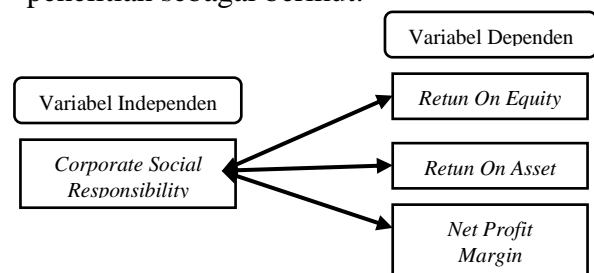 penelitian sebagai berikut:
Variabel Dependen
Variabel Independen
Retun On Equity
Corporate Social
Responsibility
Retun On Asset
Net Profit
Margin